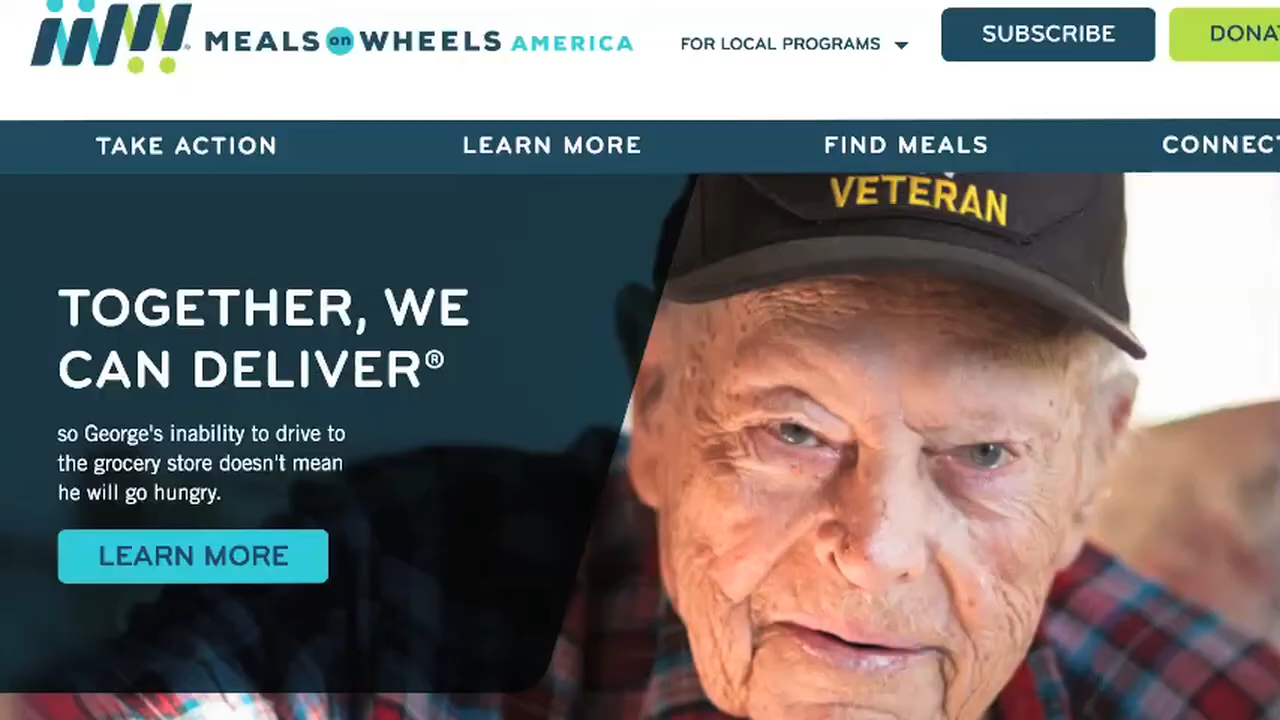 MEALS on WHEELS AMERICA
FOR LOCAL PROGRAMS
SUBSCRIBE
TAKE ACTION
LEARN MORE
FIND MEALS
VETERAN
TOGETHER, WE
CAN DELIVER®
so George's inability to drive to
the grocery store doesn't mean
he will go hungry.
LEARN MORE